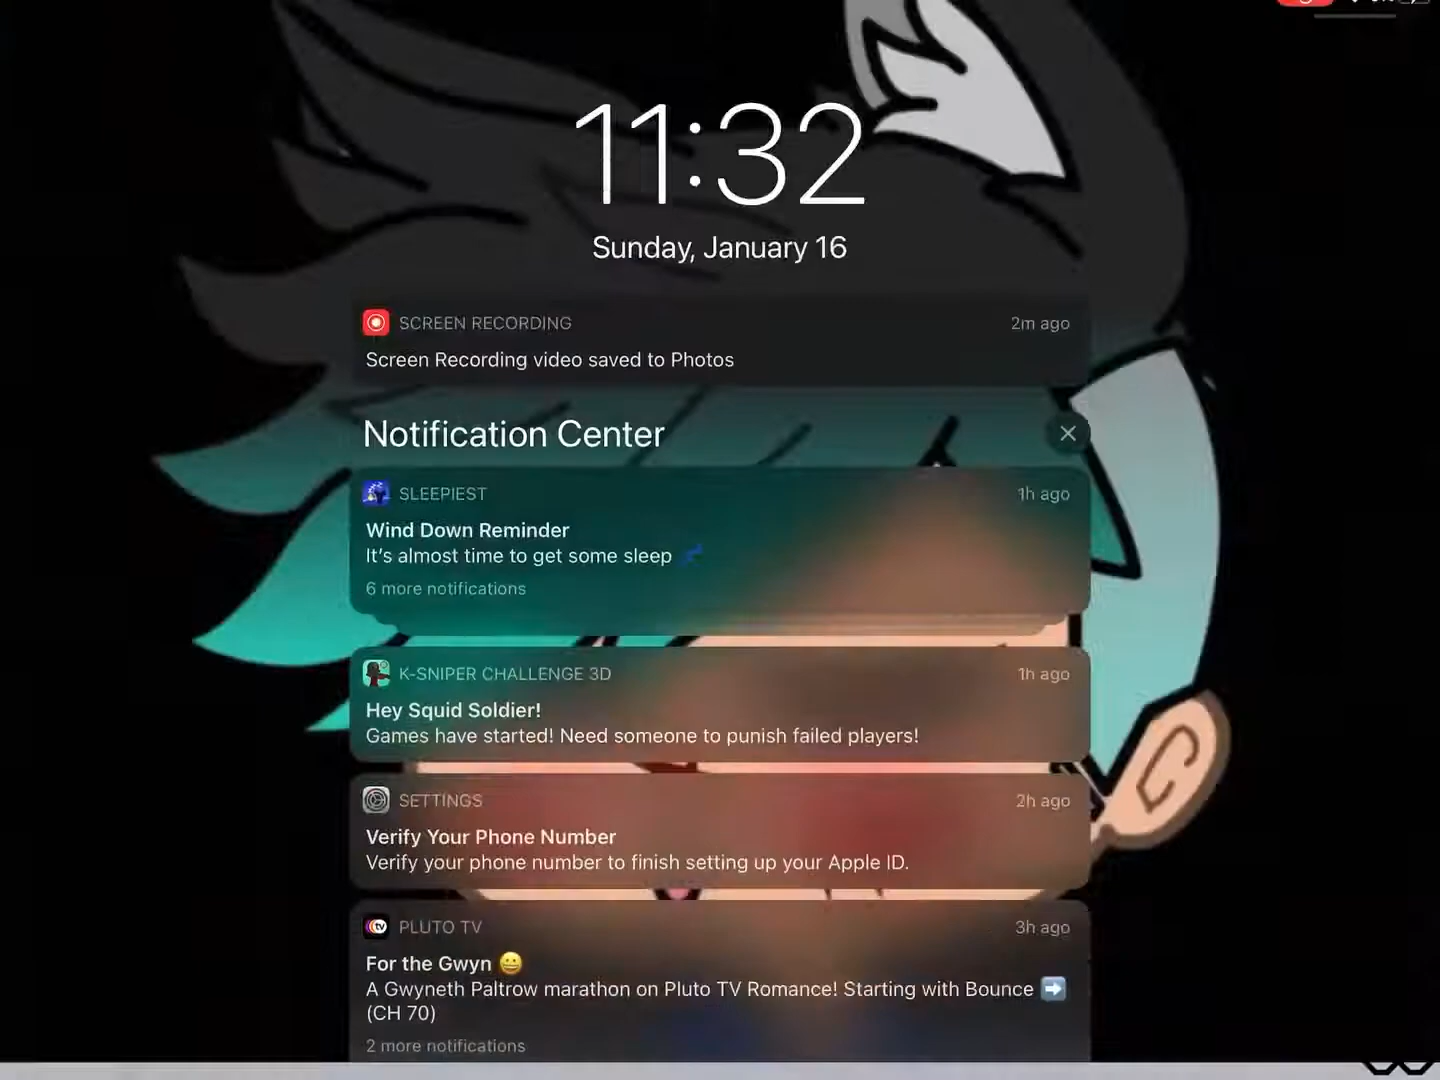 11:32
Sunday, January 16
SCREEN RECORDING 2m ago
Screen Recording video saved to Photos
Notification Center
SLEEPIEST 1h ago
Wind Down Reminder
It's almost time to get some sleep
6 more notifications
K-SNIPER CHALLENGE 3D 1h ago
Hey Squid Soldier!
Games have started! Need someone to punish failed players!
SETTINGS 2h ago
Verify Your Phone Number
Verify your phone number to finish setting up your Apple ID.
tv PLUTO TV 3h ago
For the Gwyn 😀
A Gwyneth Paltrow marathon on Pluto TV Romance! Starting with Bounce ➡️
(CH 70)
2 more notifications